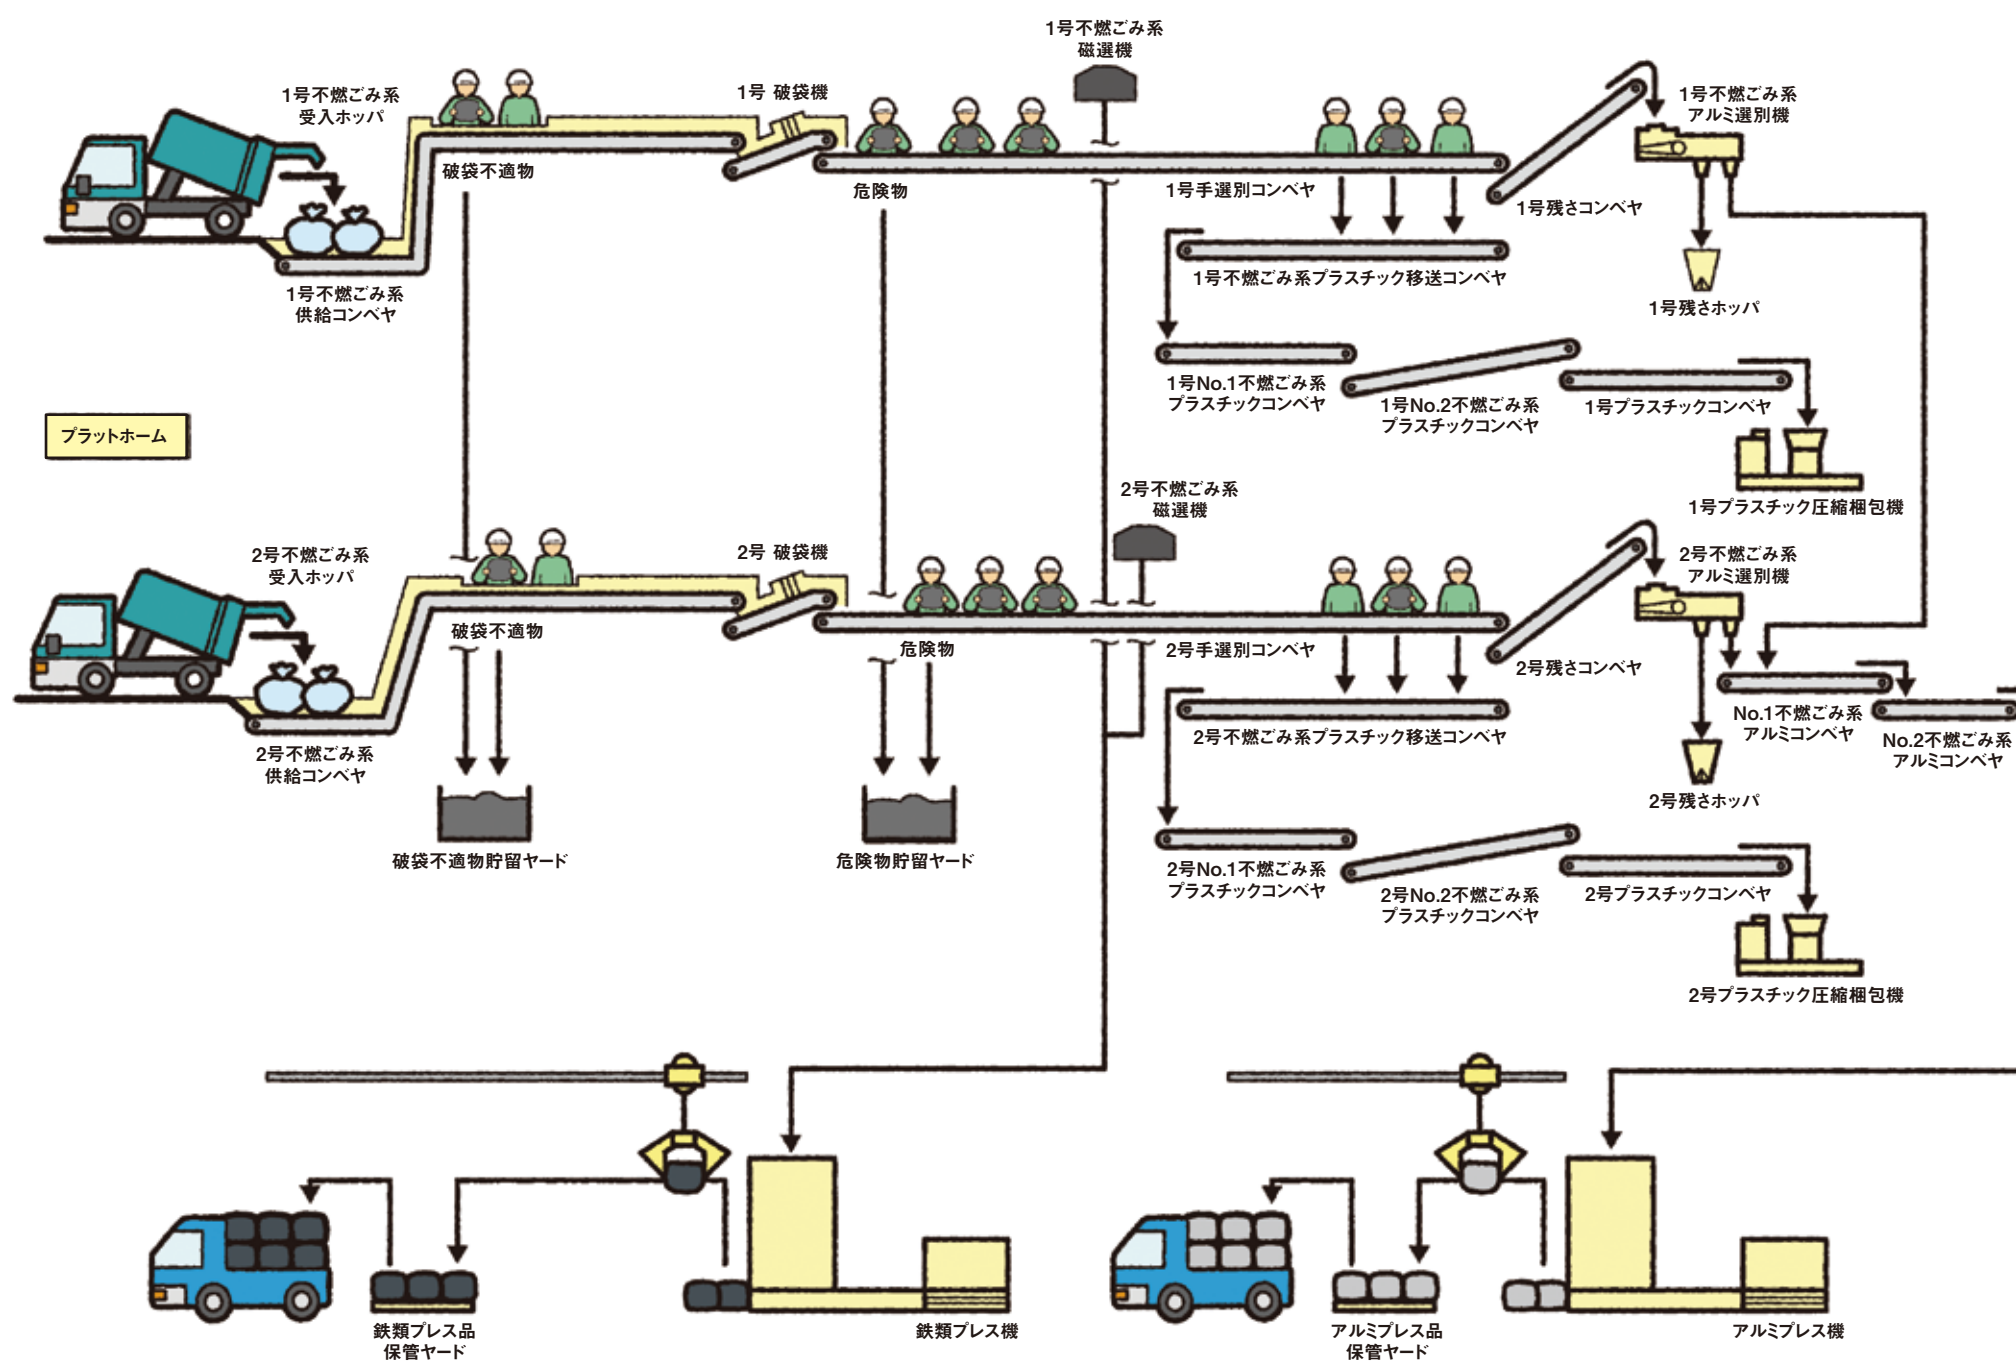 1号不燃ごみ系
磁選機
1号不燃ごみ系
受入ホッパ
1号 破袋機
1号不燃ごみ系
アルミ選別機
破袋不適物
危険物
1号手選別コンベヤ
1号残さコンベヤ
1号不燃ごみ系
供給コンベヤ
1号不燃ごみ系プラスチック移送コンベヤ
1号残さホッパ
1号No.1不燃ごみ系
プラスチックコンベヤ
1号No.2不燃ごみ系
プラスチックコンベヤ
1号プラスチックコンベヤ
プラットホーム
1号プラスチック圧縮梱包機
2号不燃ごみ系
磁選機
2号不燃ごみ系
受入ホッパ
2号 破袋機
2号不燃ごみ系
アルミ選別機
破袋不適物
危険物
2号手選別コンベヤ
2号残さコンベヤ
2号不燃ごみ系
供給コンベヤ
2号不燃ごみ系プラスチック移送コンベヤ
No.1不燃ごみ系
アルミコンベヤ
No.2不燃ごみ系
アルミコンベヤ
2号残さホッパ
破袋不適物貯留ヤード
危険物貯留ヤード
2号No.1不燃ごみ系
プラスチックコンベヤ
2号No.2不燃ごみ系
プラスチックコンベヤ
2号プラスチックコンベヤ
2号プラスチック圧縮梱包機
鉄類プレス品
保管ヤード
鉄類プレス機
アルミプレス品
保管ヤード
アルミプレス機